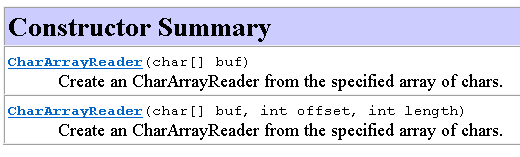 Constructor Summary
CharArrayReader(char[] buf)
Create an CharArrayReader from the specified array of chars.
CharArrayReader(char[] buf, int offset, int length)
Create an CharArrayReader from the specified array of chars.